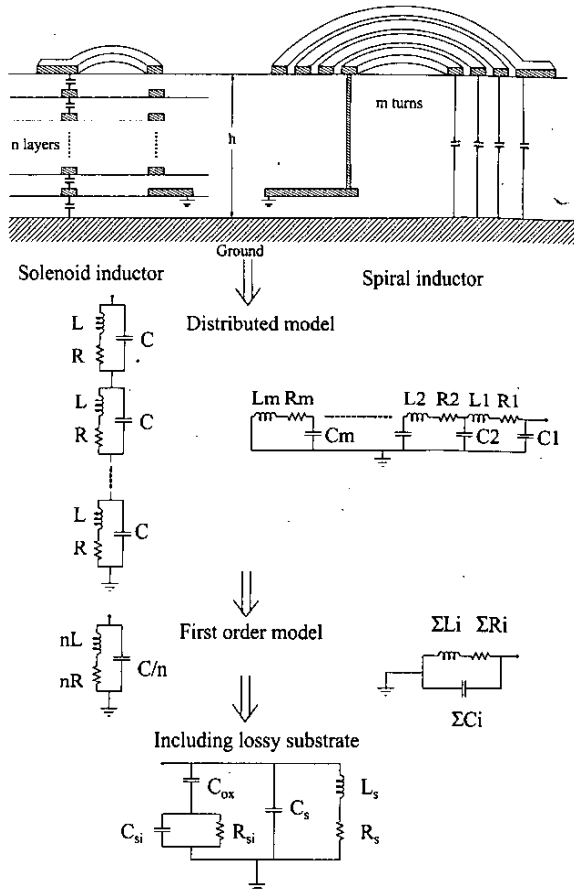 m turns
n layers
h
Ground
Solenoid inductor
Spiral inductor
Distributed model
L
C
R
L
C
R
L
C
R
Lm Rm
L2 R2 L1 R1
Cm
C2
C1
First order model
nL
C/n
nR
ΣLi ΣRi
ΣCi
Including lossy substrate
Cox
Cs
Ls
Csi
Rsi
Rs